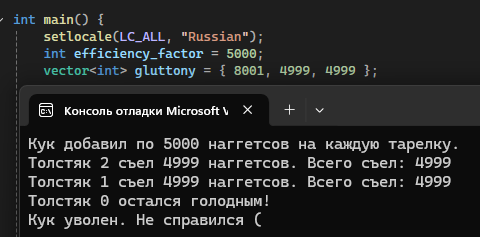 int main() {
setlocale(LC_ALL, "Russian");
int efficiency_factor = 5000;
vector<int> gluttony = { 8001, 4999, 4999 };
Консоль отладки Microsoft V
Кук добавил по 5000 наггетсов на каждую тарелку.
Толстяк 2 съел 4999 наггетсов. Всего съел: 4999
Толстяк 1 съел 4999 наггетсов. Всего съел: 4999
Толстяк 0 остался голодным!
Кук уволен. Не справился (